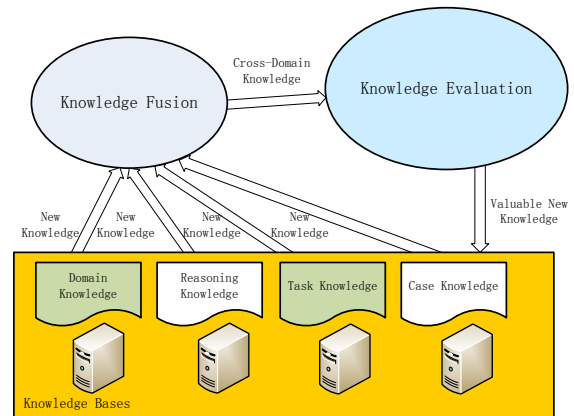 Cross-Domain
Knowledge
Knowledge Fusion
Knowledge Evaluation
New
Knowledge
New
Knowledge
New
Knowledge
New
Knowledge
Valuable New
Knowledge
Domain
Knowledge
Reasoning
Knowledge
Task Knowledge
Case Knowledge
Knowledge Bases